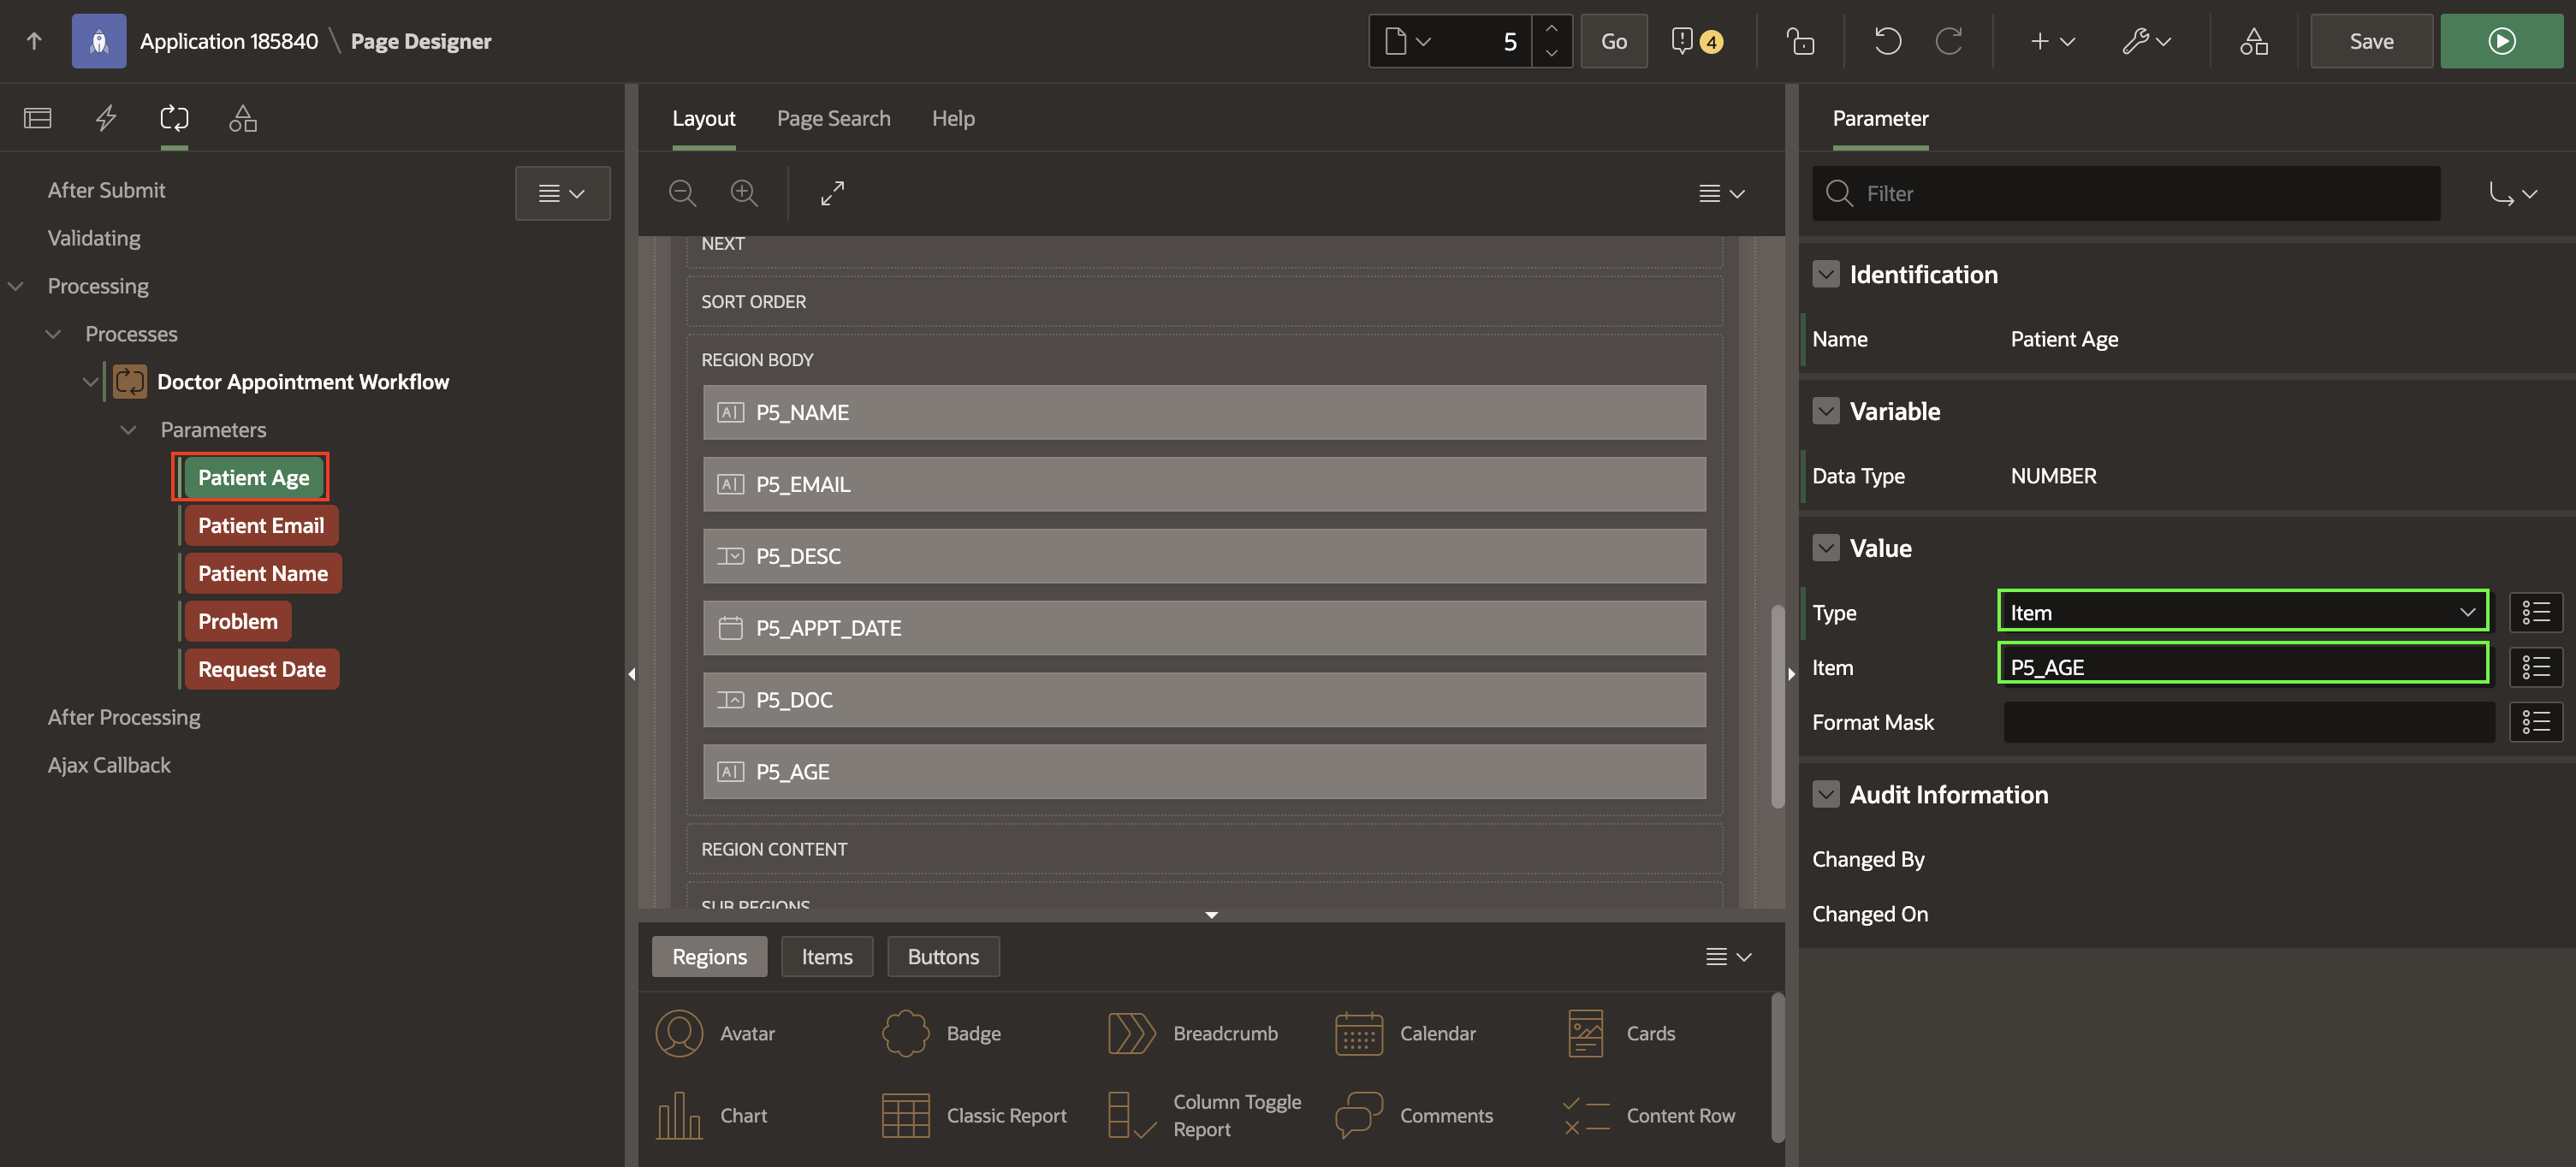 Application 185840 \ Page Designer
5
Go
4
Save
Layout
Page Search
Help
Parameter
After Submit
Validating
Processing
Processes
Doctor Appointment Workflow
Parameters
Patient Age
Patient Email
Patient Name
Problem
Request Date
After Processing
Ajax Callback
NEXT
SORT ORDER
REGION BODY
P5_NAME
P5_EMAIL
P5_DESC
P5_APPT_DATE
P5_DOC
P5_AGE
REGION CONTENT
SUB REGIONS
Regions
Items
Buttons
Avatar
Badge
Breadcrumb
Calendar
Cards
Chart
Classic Report
Column Toggle
Report
Comments
Content Row
Filter
Identification
Name Patient Age
Variable
Data Type NUMBER
Value
Type Item
Item P5_AGE
Format Mask
Audit Information
Changed By
Changed On